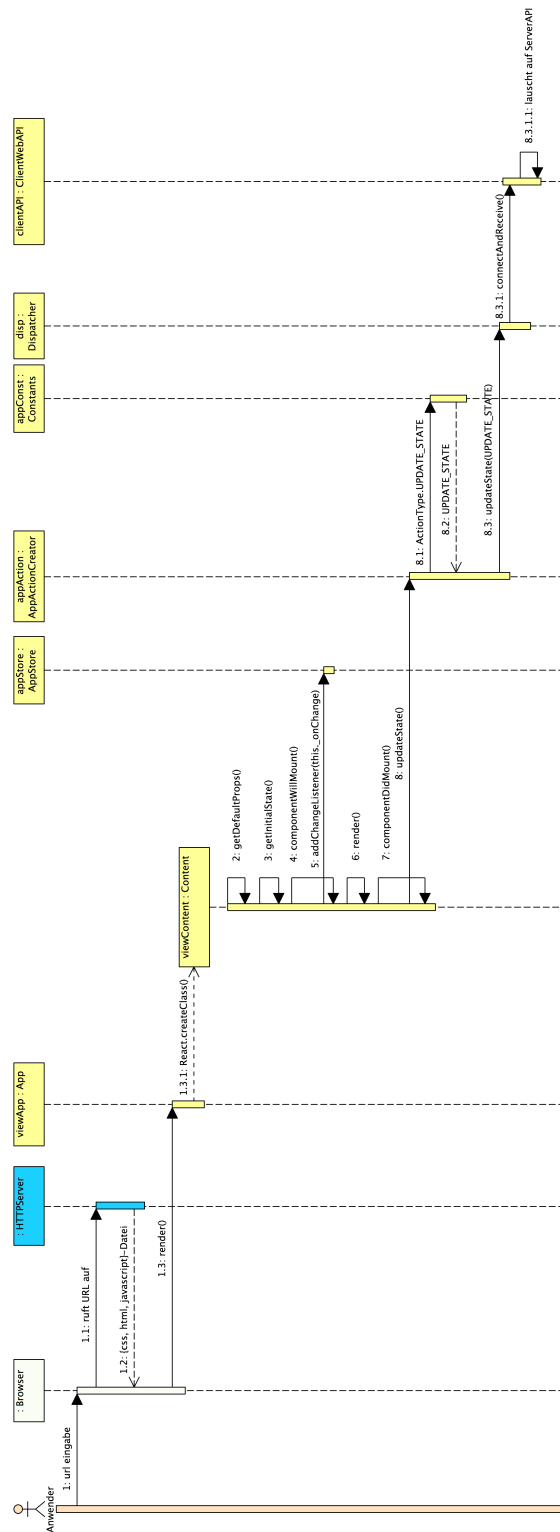 Anwender
: Browser
: HTTPServer
viewApp : App
viewContent : Content
appStore :
AppStore
appAction :
AppActionCreator
appConst :
Constants
disp :
Dispatcher
clientAPI : ClientWebAPI
1: url eingabe
1.1: ruft URL auf
1.2: {css, html, javascript}-Datei
1.3: render()
1.3.1: React.createClass()
2: getDefaultProps()
3: getInitialState()
4: componentWillMount()
5: addChangeListener(this._onChange)
6: render()
7: componentDidMount()
8: updateState()
8.1: ActionType.UPDATE_STATE
8.2: UPDATE_STATE
8.3: updateState(UPDATE_STATE)
8.3.1: connectAndReceive()
8.3.1.1: lauscht auf ServerAPI